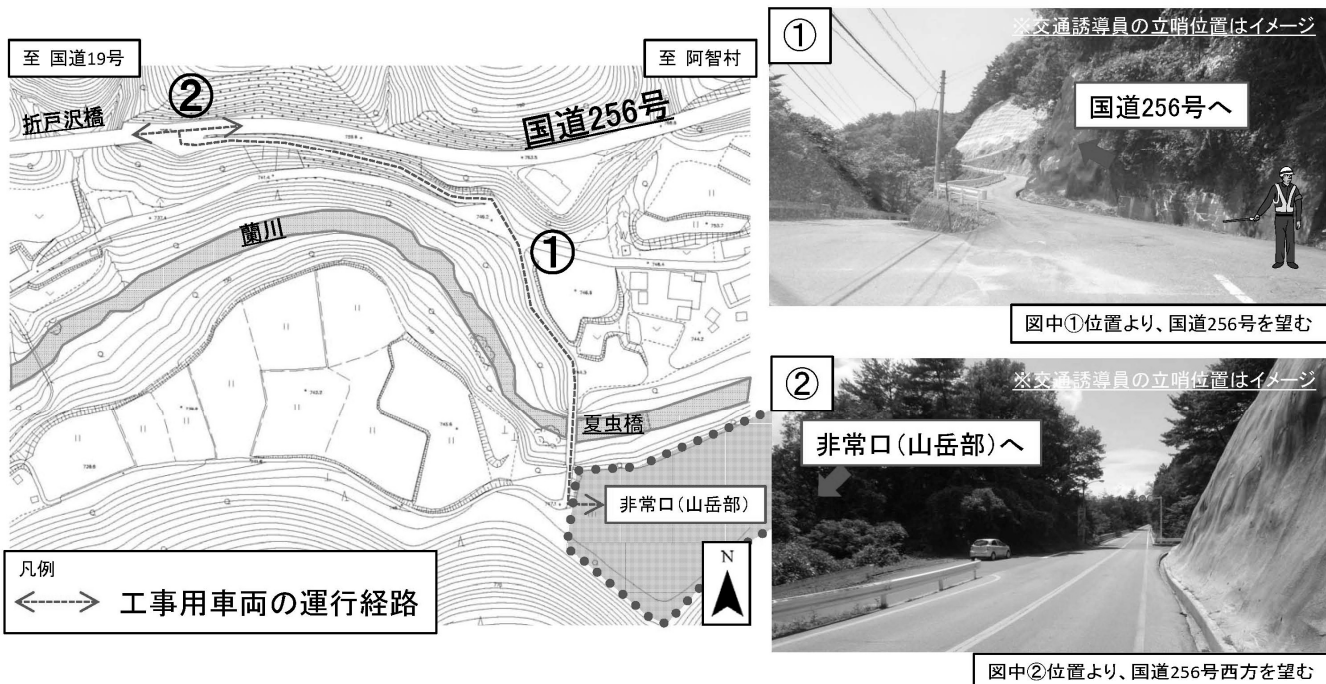 至 国道19号
至 阿智村
②
折戸沢橋
国道256号
①
蘭川
夏虫橋
非常口(山岳部)
N
凡例
工事用車両の運行経路
①
※交通誘導員の立哨位置はイメージ
国道256号へ
図中①位置より、国道256号を望む
②
※交通誘導員の立哨位置はイメージ
非常口(山岳部)へ
図中②位置より、国道256号西方を望む